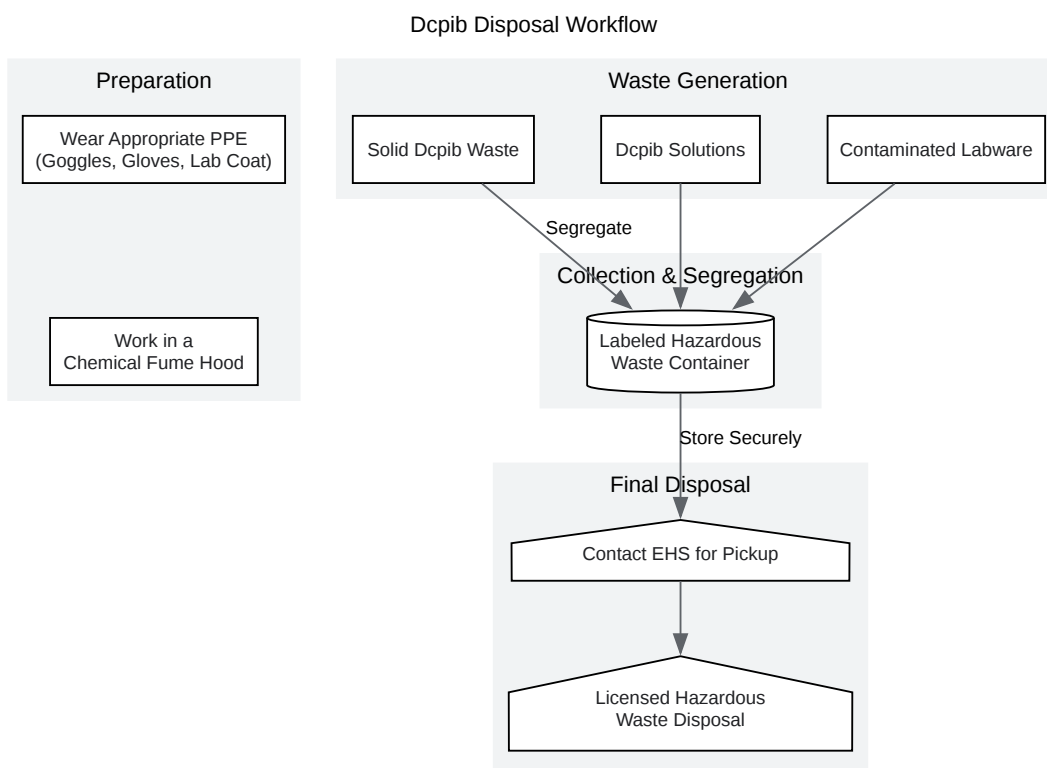 Dcpib Disposal Workflow
Preparation
Wear Appropriate PPE
(Goggles, Gloves, Lab Coat)
Work in a
Chemical Fume Hood
Waste Generation
Solid Dcpib Waste
Dcpib Solutions
Contaminated Labware
Segregate
Collection & Segregation
Labeled Hazardous
Waste Container
Store Securely
Final Disposal
Contact EHS for Pickup
Licensed Hazardous
Waste Disposal